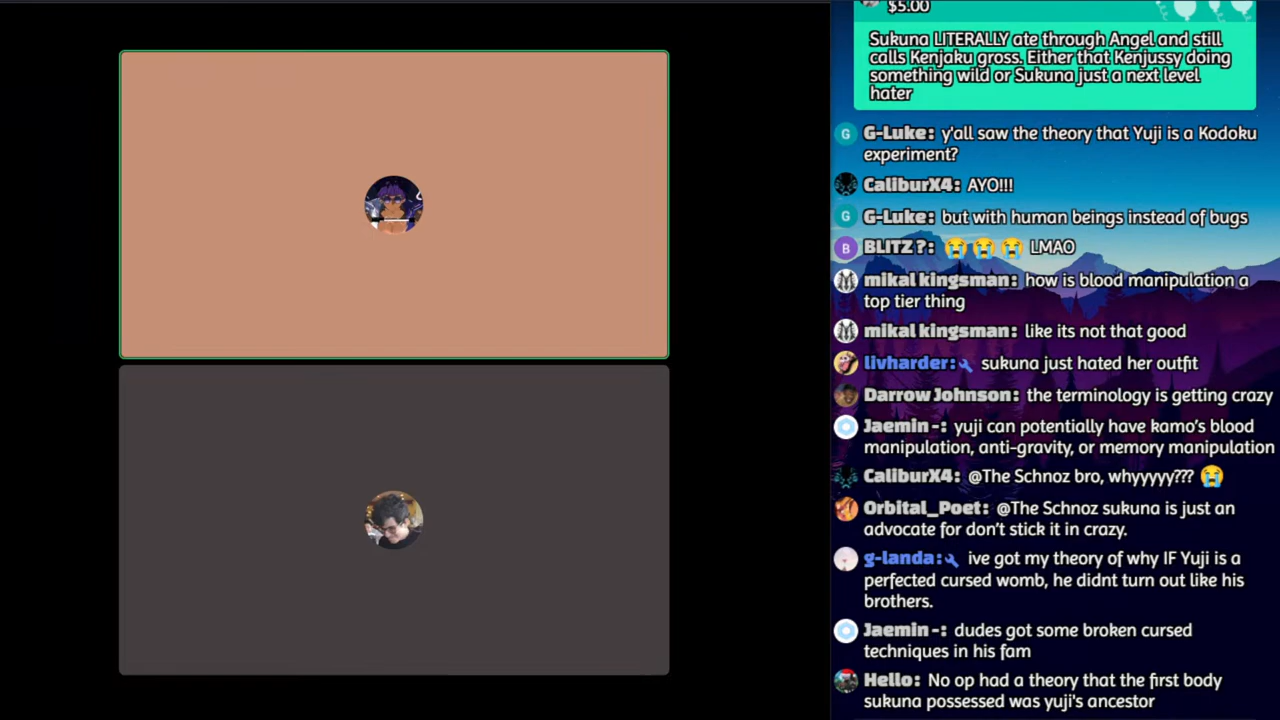 $5.00
Sukuna LITERALLY ate through Angel and still
calls Kenjaku gross. Either that Kenjussy doing
something wild or Sukuna just a next level
hater
G
G-Luke: y'all saw the theory that Yuji is a Kodoku
experiment?
CaliburX4: AYO!!!
G
G-Luke: but with human beings instead of bugs
B
BLITZ ?: 😭😭😭 LMAO
mikal kingsman: how is blood manipulation a
top tier thing
mikal kingsman: like its not that good
livharder: sukuna just hated her outfit
Darrow Johnson: the terminology is getting crazy
Jaemin -: yuji can potentially have kamo’s blood
manipulation, anti-gravity, or memory manipulation
CaliburX4: @The Schnoz bro, whyyyyy??? 😭
Orbital_Poet: @The Schnoz sukuna is just an
advocate for don’t stick it in crazy.
g-landa: ive got my theory of why IF Yuji is a
perfected cursed womb, he didnt turn out like his
brothers.
Jaemin -: dudes got some broken cursed
techniques in his fam
Hello: No op had a theory that the first body
sukuna possessed was yuji's ancestor